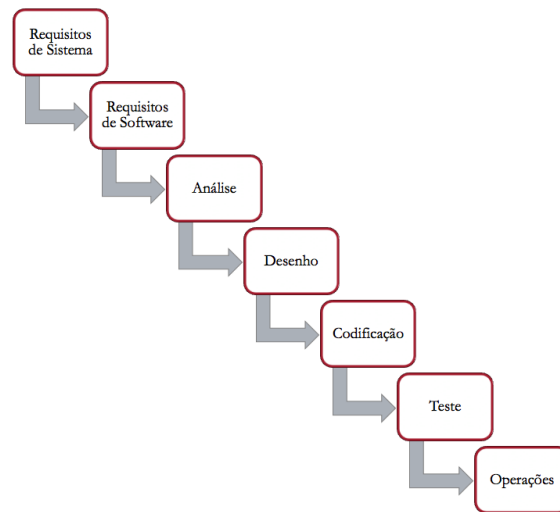 Requisitos
de Sistema
Requisitos
de Software
Análise
Desenho
Codificação
Teste
Operações